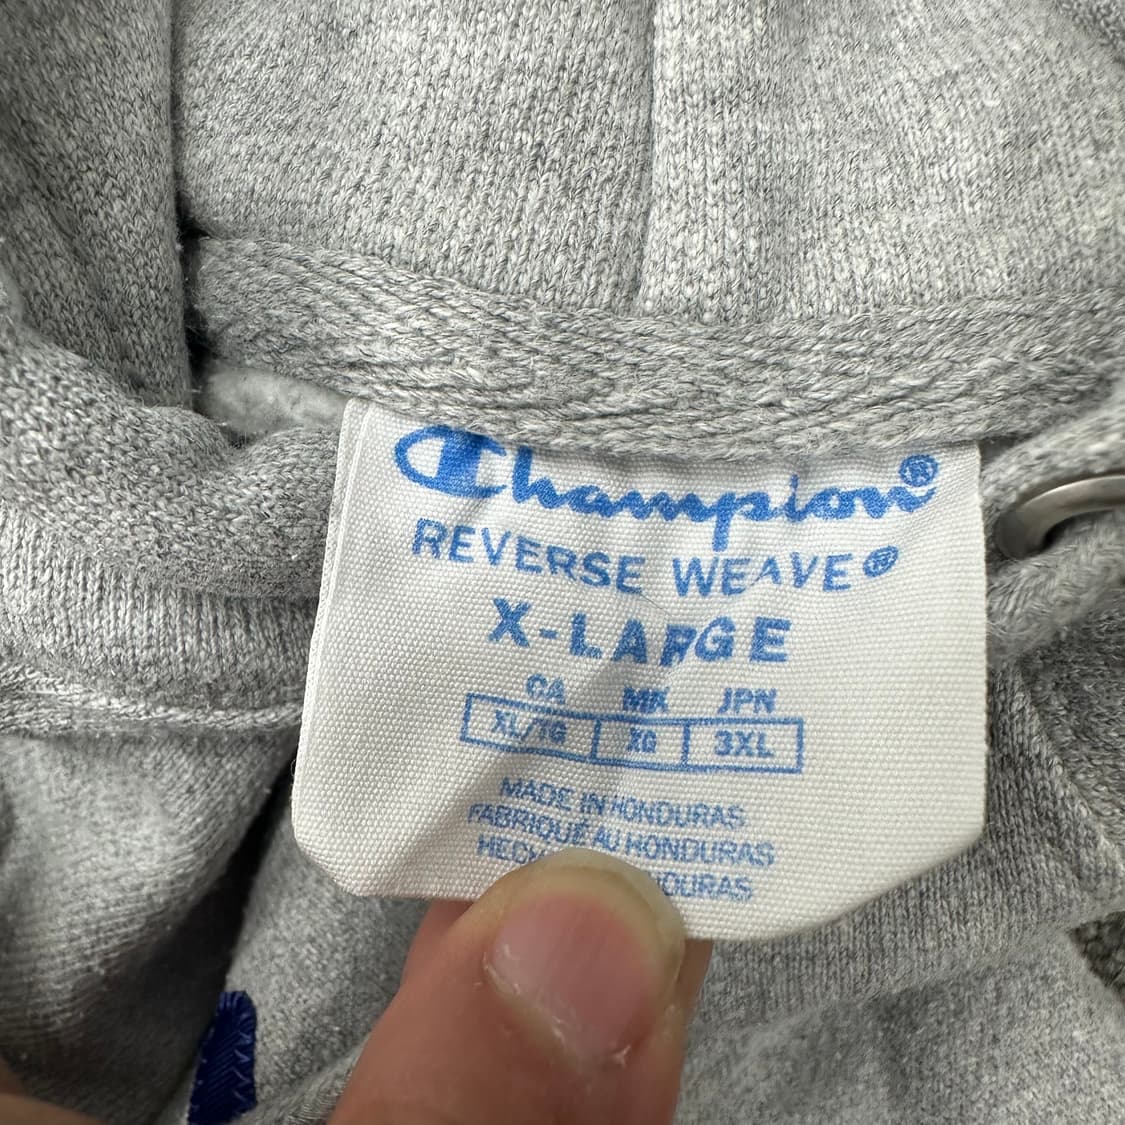 Champion®
REVERSE WEAVE®
X-LARGE
CA MX JPN
XL/TG XG 3XL
MADE IN HONDURAS
FABRIQUÉ AU HONDURAS